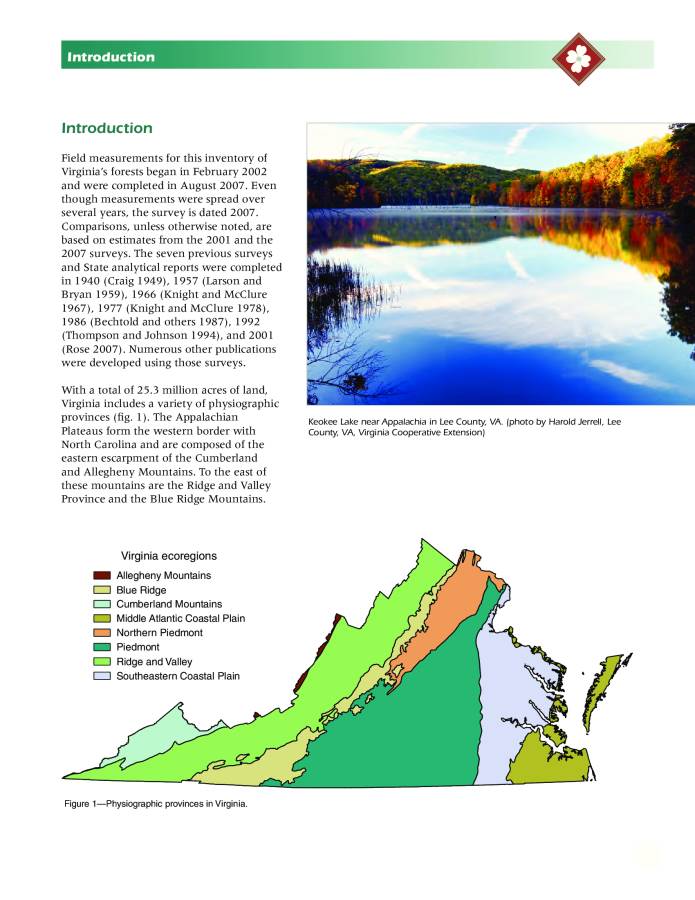 Introduction
Introduction
Field measurements for this inventory of
Virginia's forests began in February 2002
and were completed in August 2007. Even
though measurements were spread over
several years, the survey is dated 2007.
Comparisons, unless otherwise noted, are
based on estimates from the 2001 and the
2007 surveys. The seven previous surveys
and State analytical reports were completed
in 1940 (Craig 1949), 1957 (Larson and
Bryan 1959), 1966 (Knight and McClure
1967), 1977 (Knight and McClure 1978),
1986 (Bechtold and others 1987), 1992
(Thompson and Johnson 1994), and 2001
(Rose 2007). Numerous other publications
were developed using those surveys.
With a total of 25.3 million acres of land,
Virginia includes a variety of physiographic
provinces (fig. 1). The Appalachian
Plateaus form the western border with
North Carolina and are composed of the
eastern escarpment of the Cumberland
and Allegheny Mountains. To the east of
these mountains are the Ridge and Valley
Province and the Blue Ridge Mountains.
Keokee Lake near Appalachia in Lee County, VA. (photo by Harold Jerrell, Lee
County, VA, Virginia Cooperative Extension)
Virginia ecoregions
Allegheny Mountains
Blue Ridge
Cumberland Mountains
Middle Atlantic Coastal Plain
Northern Piedmont
Piedmont
Ridge and Valley
Southeastern Coastal Plain
Figure 1—Physiographic provinces in Virginia.